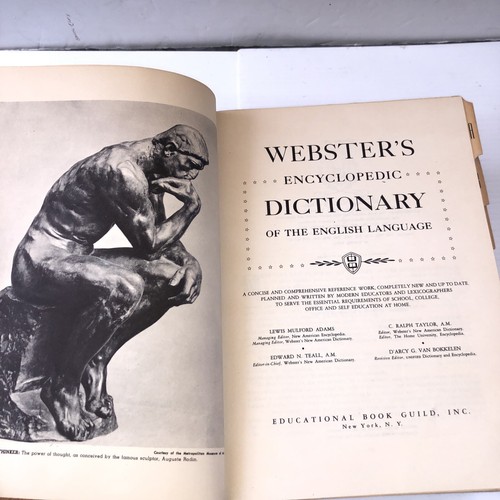 THINKER: The power of thought, as conceived by the famous sculptor, Auguste Rodin.
Courtesy of the Metropolitan Museum
WEBSTER'S
ENCYCLOPEDIC
DICTIONARY
OF THE ENGLISH LANGUAGE
A CONCISE AND COMPREHENSIVE REFERENCE WORK, COMPLETELY NEW AND UP TO DATE
PLANNED AND WRITTEN BY MODERN EDUCATORS AND LEXICOGRAPHERS
TO SERVE THE ESSENTIAL REQUIREMENTS OF SCHOOL, COLLEGE,
OFFICE AND SELF EDUCATION AT HOME.
LEWIS MULFORD ADAMS
Managing Editor, New American Encyclopedia.
Managing Editor, Webster's New American Dictionary.
EDWARD N. TEALL, A.M.
Editor-in-Chief, Webster's New American Dictionary.
C. RALPH TAYLOR, A.M.
Editor, Webster's New American Dictionary.
Editor, The Home University, Encyclopedia.
D'ARCY G. VAN BOKKELEN
Dictionary and Encyclopedia.
EDUCATIONAL BOOK GUILD, INC.
New York, N. Y.